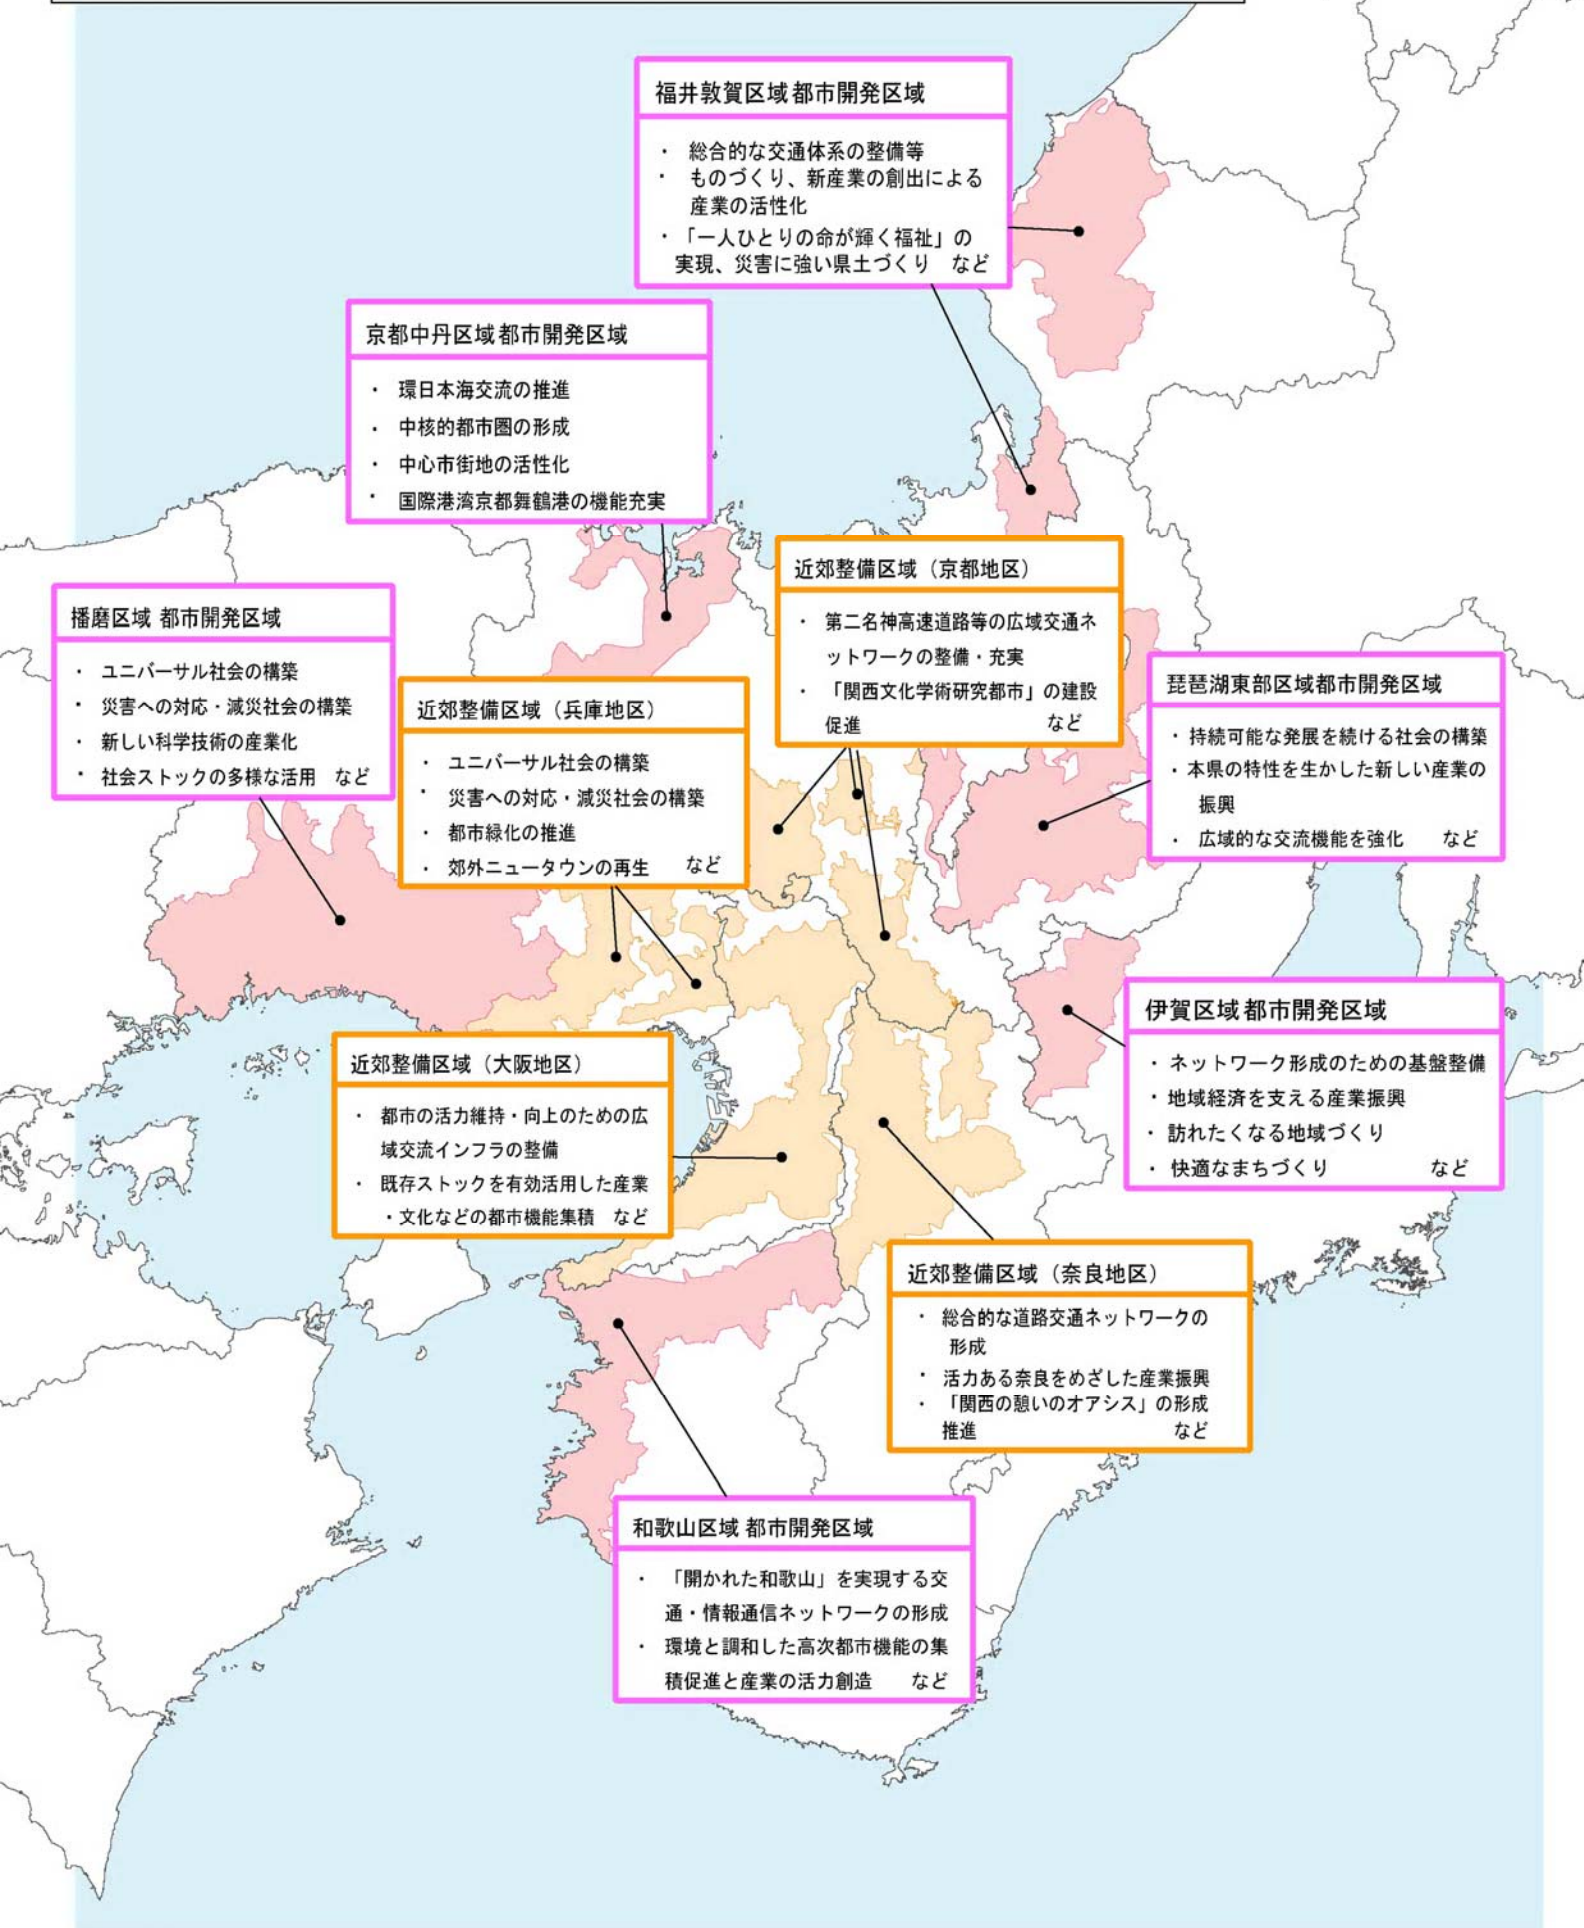 福井敦賀区域都市開発区域
・ 総合的な交通体系の整備等
・ ものづくり、新産業の創出による
産業の活性化
・「一人ひとりの命が輝く福祉」の
実現、災害に強い県土づくり など
京都中丹区域都市開発区域
・ 環日本海交流の推進
・ 中核的都市圏の形成
・ 中心市街地の活性化
・ 国際港湾京都舞鶴港の機能充実
近郊整備区域（京都地区）
・ 第二名神高速道路等の広域交通ネ
ットワークの整備・充実
・ 「関西文化学術研究都市」の建設
促進 など
播磨区域 都市開発区域
・ ユニバーサル社会の構築
・ 災害への対応・減災社会の構築
・ 新しい科学技術の産業化
・ 社会ストックの多様な活用 など
近郊整備区域（兵庫地区）
・ ユニバーサル社会の構築
・ 災害への対応・減災社会の構築
・ 都市緑化の推進
・ 郊外ニュータウンの再生 など
琵琶湖東部区域都市開発区域
・持続可能な発展を続ける社会の構築
・本県の特性を生かした新しい産業の
振興
・ 広域的な交流機能を強化 など
伊賀区域都市開発区域
・ネットワーク形成のための基盤整備
・地域経済を支える産業振興
・訪れたくなる地域づくり
・ 快適なまちづくり など
近郊整備区域（大阪地区）
・ 都市の活力維持・向上のための広
域交流インフラの整備
・ 既存ストックを有効活用した産業
・文化などの都市機能集積 など
近郊整備区域（奈良地区）
・ 総合的な道路交通ネットワークの
形成
・ 活力ある奈良をめざした産業振興
・ 「関西の憩いのオアシス」の形成
推進 など
和歌山区域 都市開発区域
・ 「開かれた和歌山」を実現する交
通・情報通信ネットワークの形成
・ 環境と調和した高次都市機能の集
積促進と産業の活力創造 など